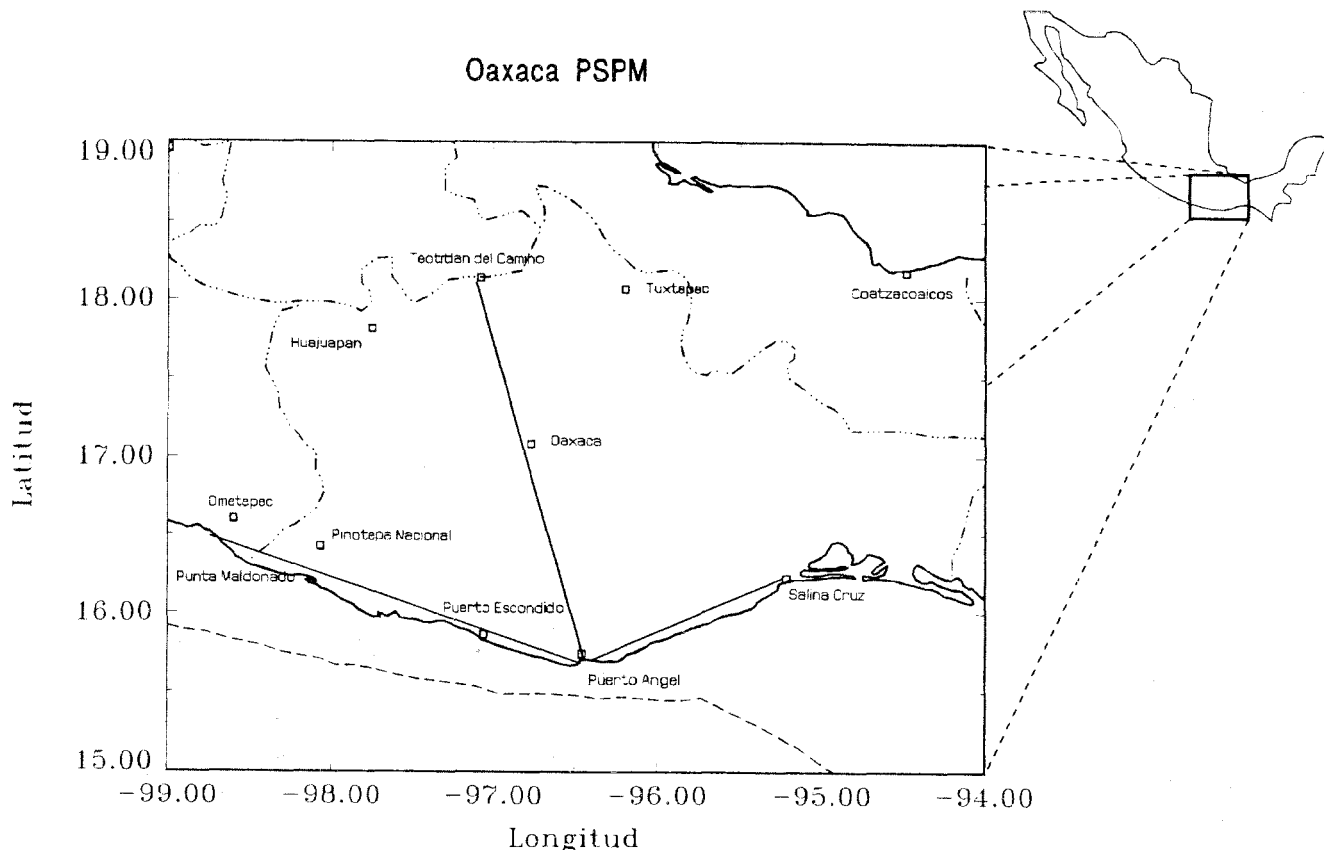 Oaxaca PSPM
19.00
Teotrtlan del Camino
Tuxtepec
Coatzacoalcos
18.00
Huajuapan
Latitud
Oaxaca
17.00
Ometepec
Pinotepa Nacional
Punta Maldonado
Puerto Escondido
Salina Cruz
16.00
Puerto Angel
15.00
-99.00
-98.00
-97.00
-96.00
-95.00
-94.00
Longitud